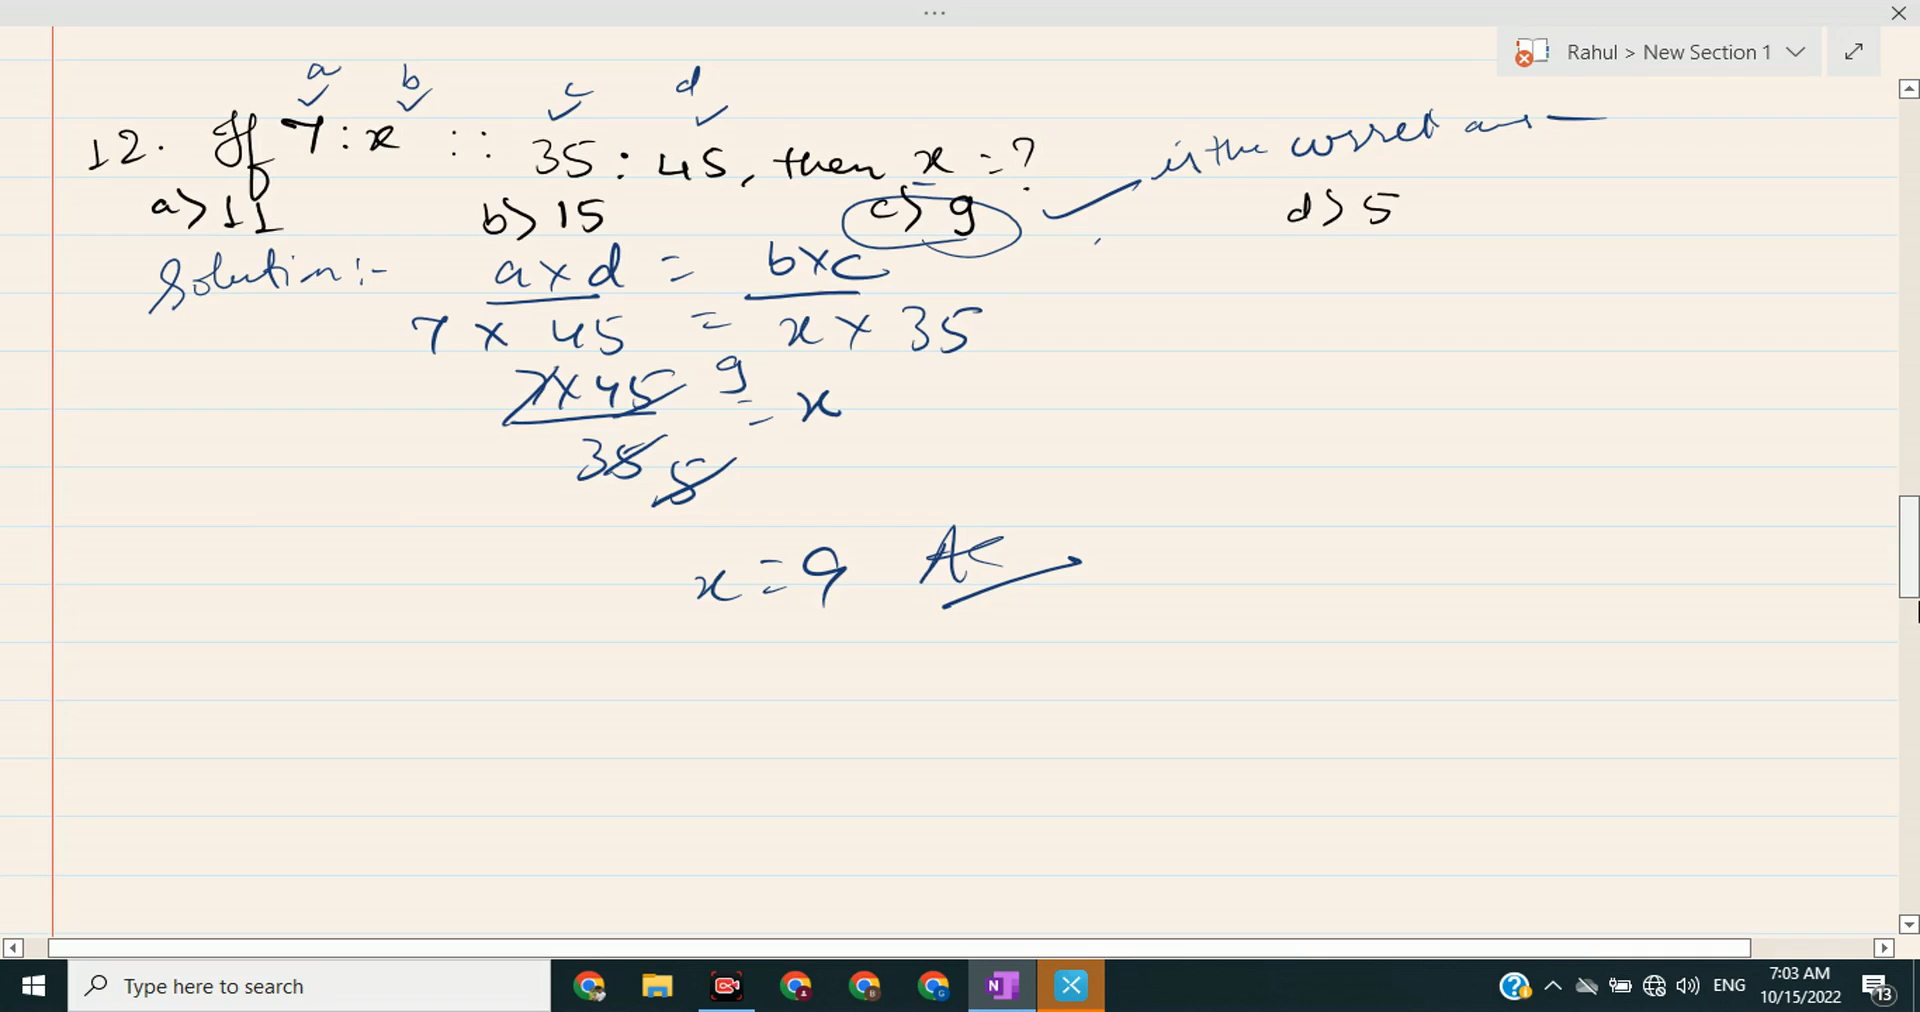 Rahul > New Section 1
a b c d
12. If 7 : x :: 35 : 45, then x = ?
is the correct ans
a> 11 b> 15 c> 9 d> 5
Solution:- a x d = b x c
7 x 45 = x x 35
7 x 45 9
= x
35 5
x = 9
Type here to search
ENG
7:03 AM
10/15/2022
13